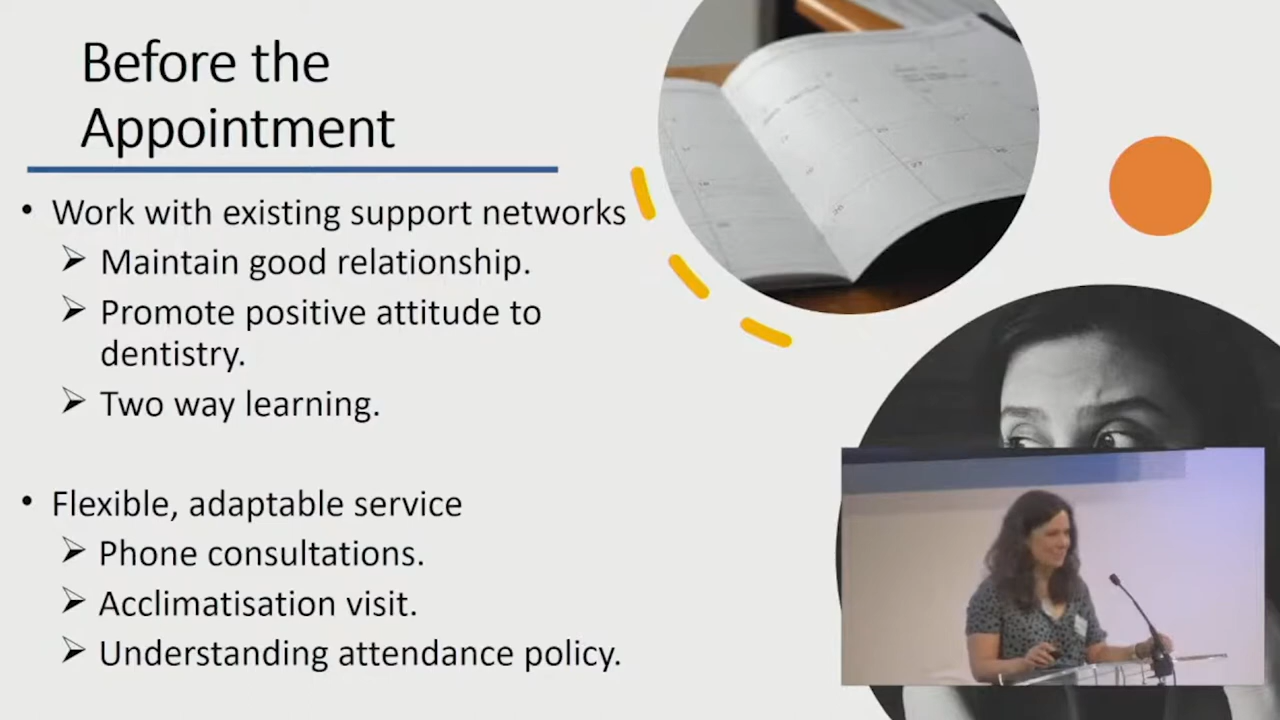 Before the
Appointment
• Work with existing support networks
➢ Maintain good relationship.
➢ Promote positive attitude to
dentistry.
➢ Two way learning.
• Flexible, adaptable service
➢ Phone consultations.
➢ Acclimatisation visit.
➢ Understanding attendance policy.